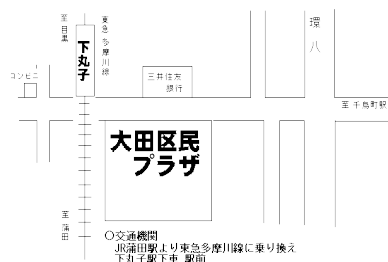 至目黒
東急多摩川線
環八
下丸子
コンビニ
三井住友
銀行
至 千鳥町駅
大田区民
プラザ
至 蒲田
○交通機関
JR蒲田駅より東急多摩川線に乗り換え
下丸子駅下車 駅前